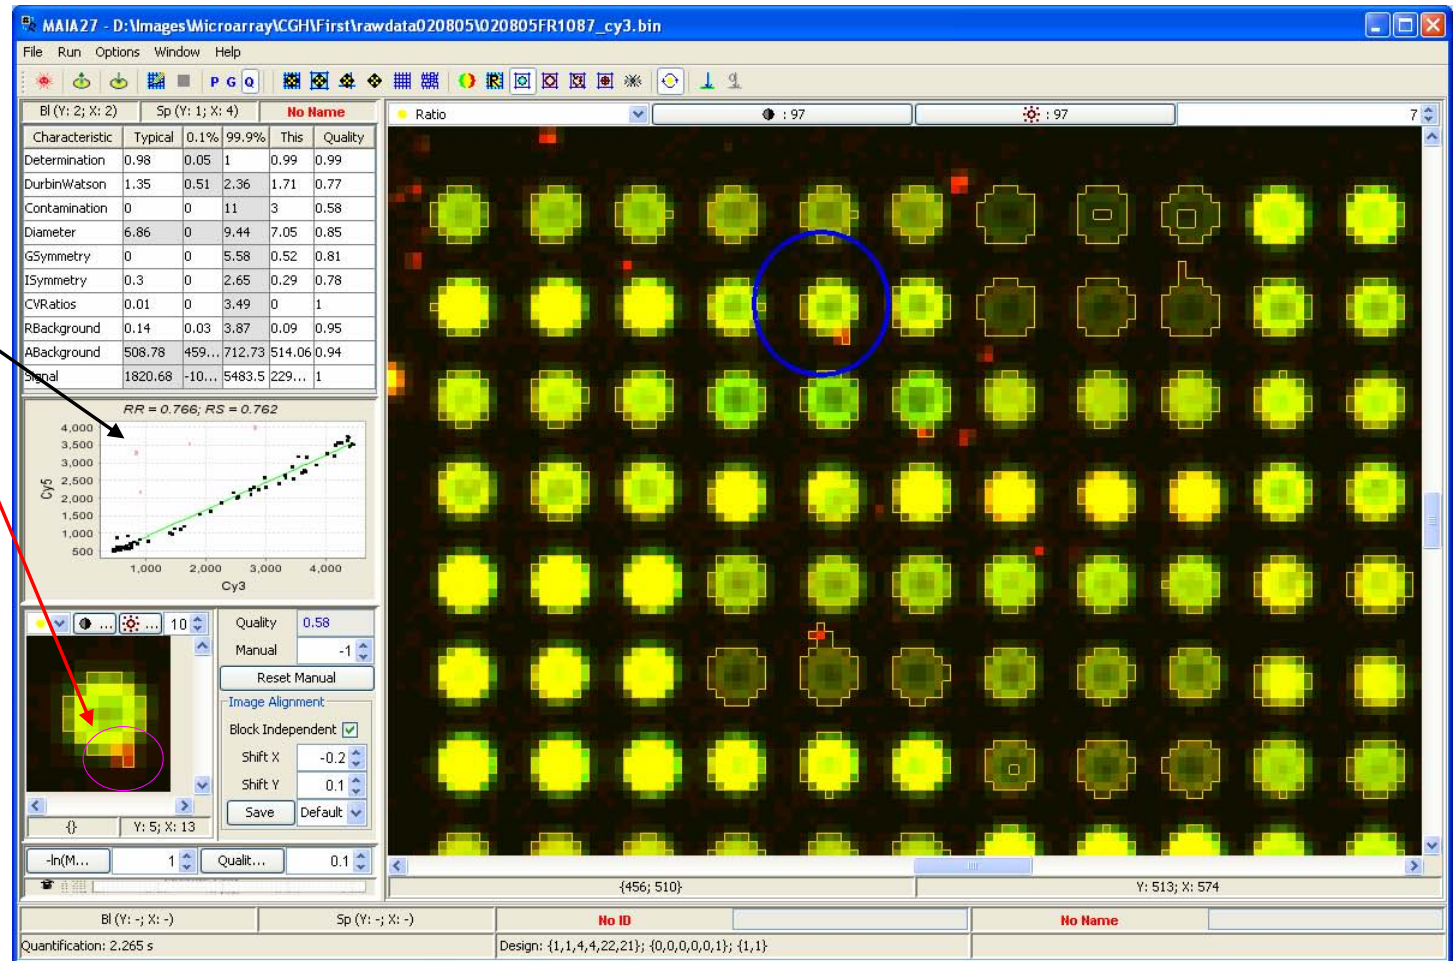 MAIA27 - D:\Images\Microarray\CGH\First\rawdata020805\020805FR1087_cy3.bin
File Run Options Window Help
P G Q R
Bl (Y: 2; X: 2) Sp (Y: 1; X: 4) No Name
Ratio : 97 : 97 7
Characteristic Typical 0.1% 99.9% This Quality
Determination 0.98 0.05 1 0.99 0.99
DurbinWatson 1.35 0.51 2.36 1.71 0.77
Contamination 0 0 11 3 0.58
Diameter 6.86 0 9.44 7.05 0.85
GSymmetry 0 0 5.58 0.52 0.81
ISymmetry 0.3 0 2.65 0.29 0.78
CVRatios 0.01 0 3.49 0 1
RBackground 0.14 0.03 3.87 0.09 0.95
ABackground 508.78 459... 712.73 514.06 0.94
Signal 1820.68 -10... 5483.5 229... 1
RR = 0.766; RS = 0.762
4,000
3,500
3,000
2,500
2,000
1,500
1,000
500
Cy5
1,000 2,000 3,000 4,000
Cy3
... ... 10
Quality 0.58
Manual -1
Reset Manual
Image Alignment
Block Independent
Shift X -0.2
Shift Y 0.1
Save Default
{} Y: 5; X: 13
-ln(M... 1 Qualit... 0.1
{456; 510} Y: 513; X: 574
Bl (Y: -; X: -) Sp (Y: -; X: -) No ID No Name
Quantification: 2.265 s Design: {1,1,4,4,22,21}; {0,0,0,0,0,1}; {1,1}